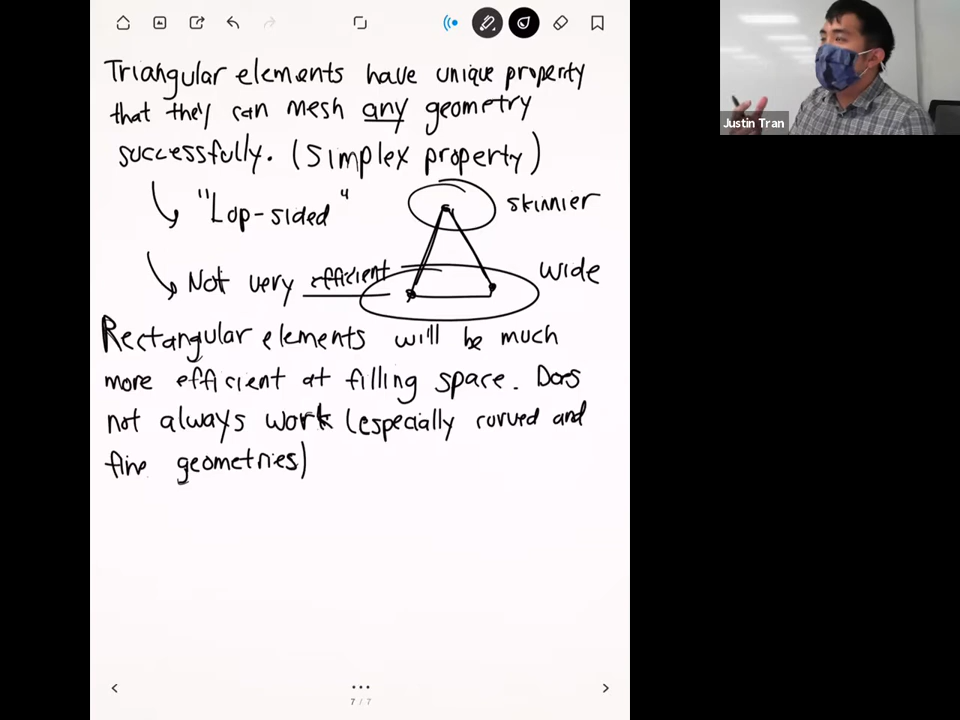 Triangular elements have unique property
that they can mesh any geometry
successfully. (Simplex property)
"Lop-sided"
skinnier
Not very efficient
wide
Rectangular elements will be much
more efficient at filling space. Does
not always work (especially curved and
fine geometries)
7 / 7
Justin Tran